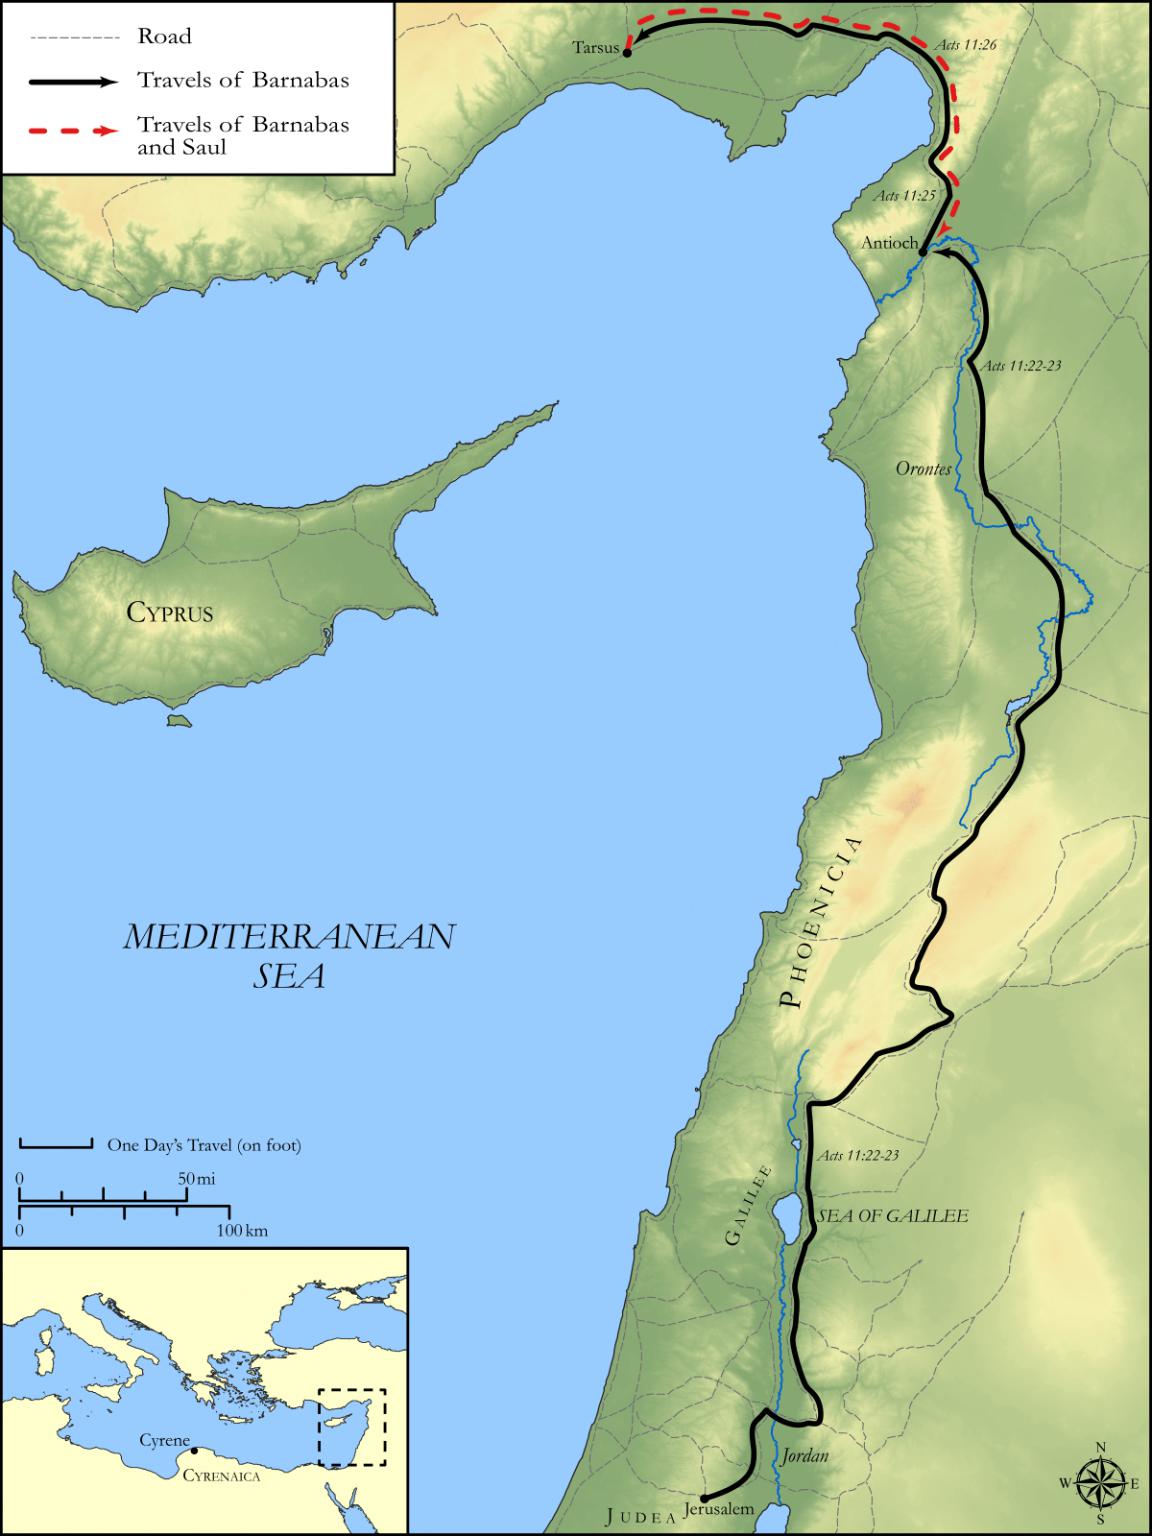 Road
Travels of Barnabas
Travels of Barnabas
and Saul
Tarsus
Acts 11:26
Acts 11:25
Antioch
Acts 11:22-23
Orontes
CYPRUS
PHOENICIA
MEDITERRANEAN
SEA
One Day's Travel (on foot)
0 50 mi
0 100 km
Acts 11:22-23
GALILEE
SEA OF GALILEE
Cyrene
CYRENAICA
Jordan
JUDEA
Jerusalem
N
W E
S